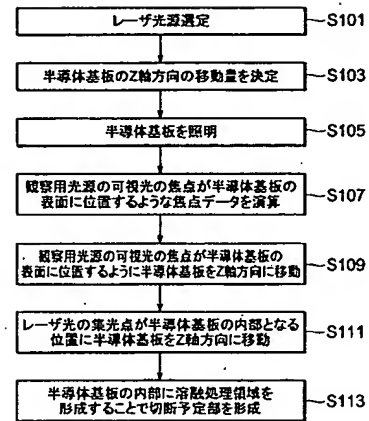 レーザ光源選定
S101
半導体基板のZ軸方向の移動量を決定
S103
半導体基板を照明
S105
観察用光源の可視光の焦点が半導体基板の
表面に位置するような焦点データを演算
S107
観察用光源の可視光の焦点が半導体基板の
表面に位置するように半導体基板をZ軸方向に移動
S109
レーザ光の集光点が半導体基板の内部となる
位置に半導体基板をZ軸方向に移動
S111
半導体基板の内部に溶融処理領域を
形成することで切断予定部を形成
S113